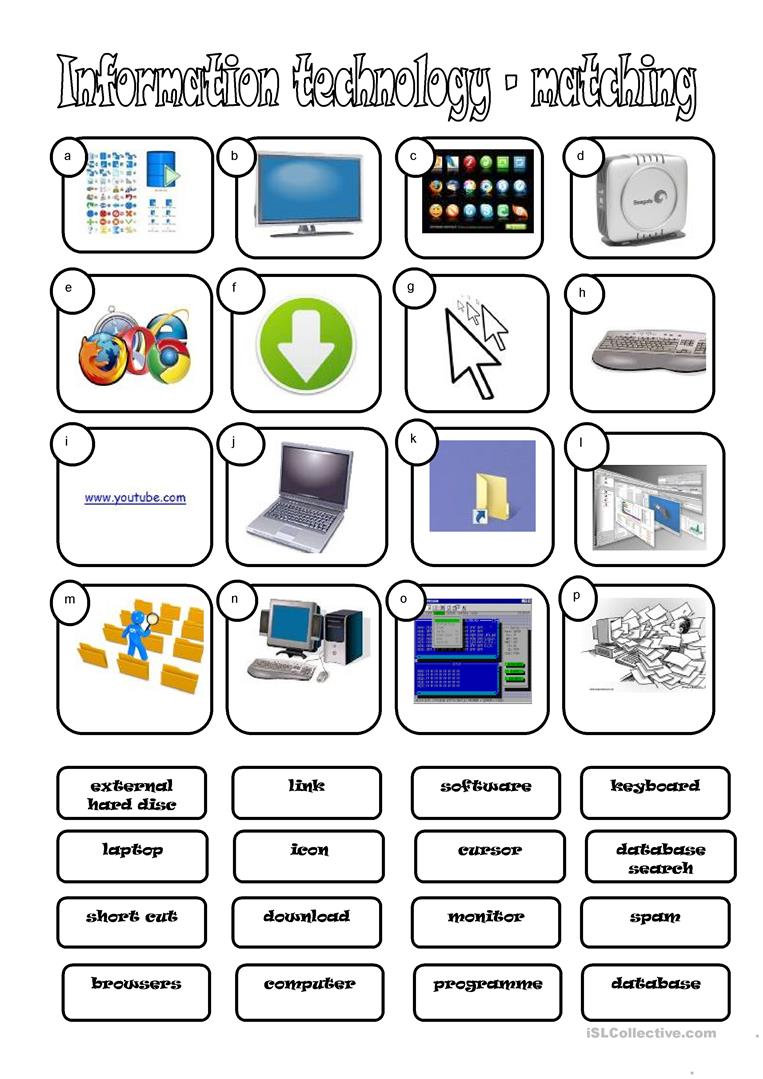 Information technology - matching
a
b
c
d
Seagate
e
f
g
h
i
www.youtube.com
j
k
l
m
n
o
p
external
hard disc
link
software
keyboard
laptop
icon
cursor
database
search
short cut
download
monitor
spam
browsers
computer
programme
database
iSLCollective.com